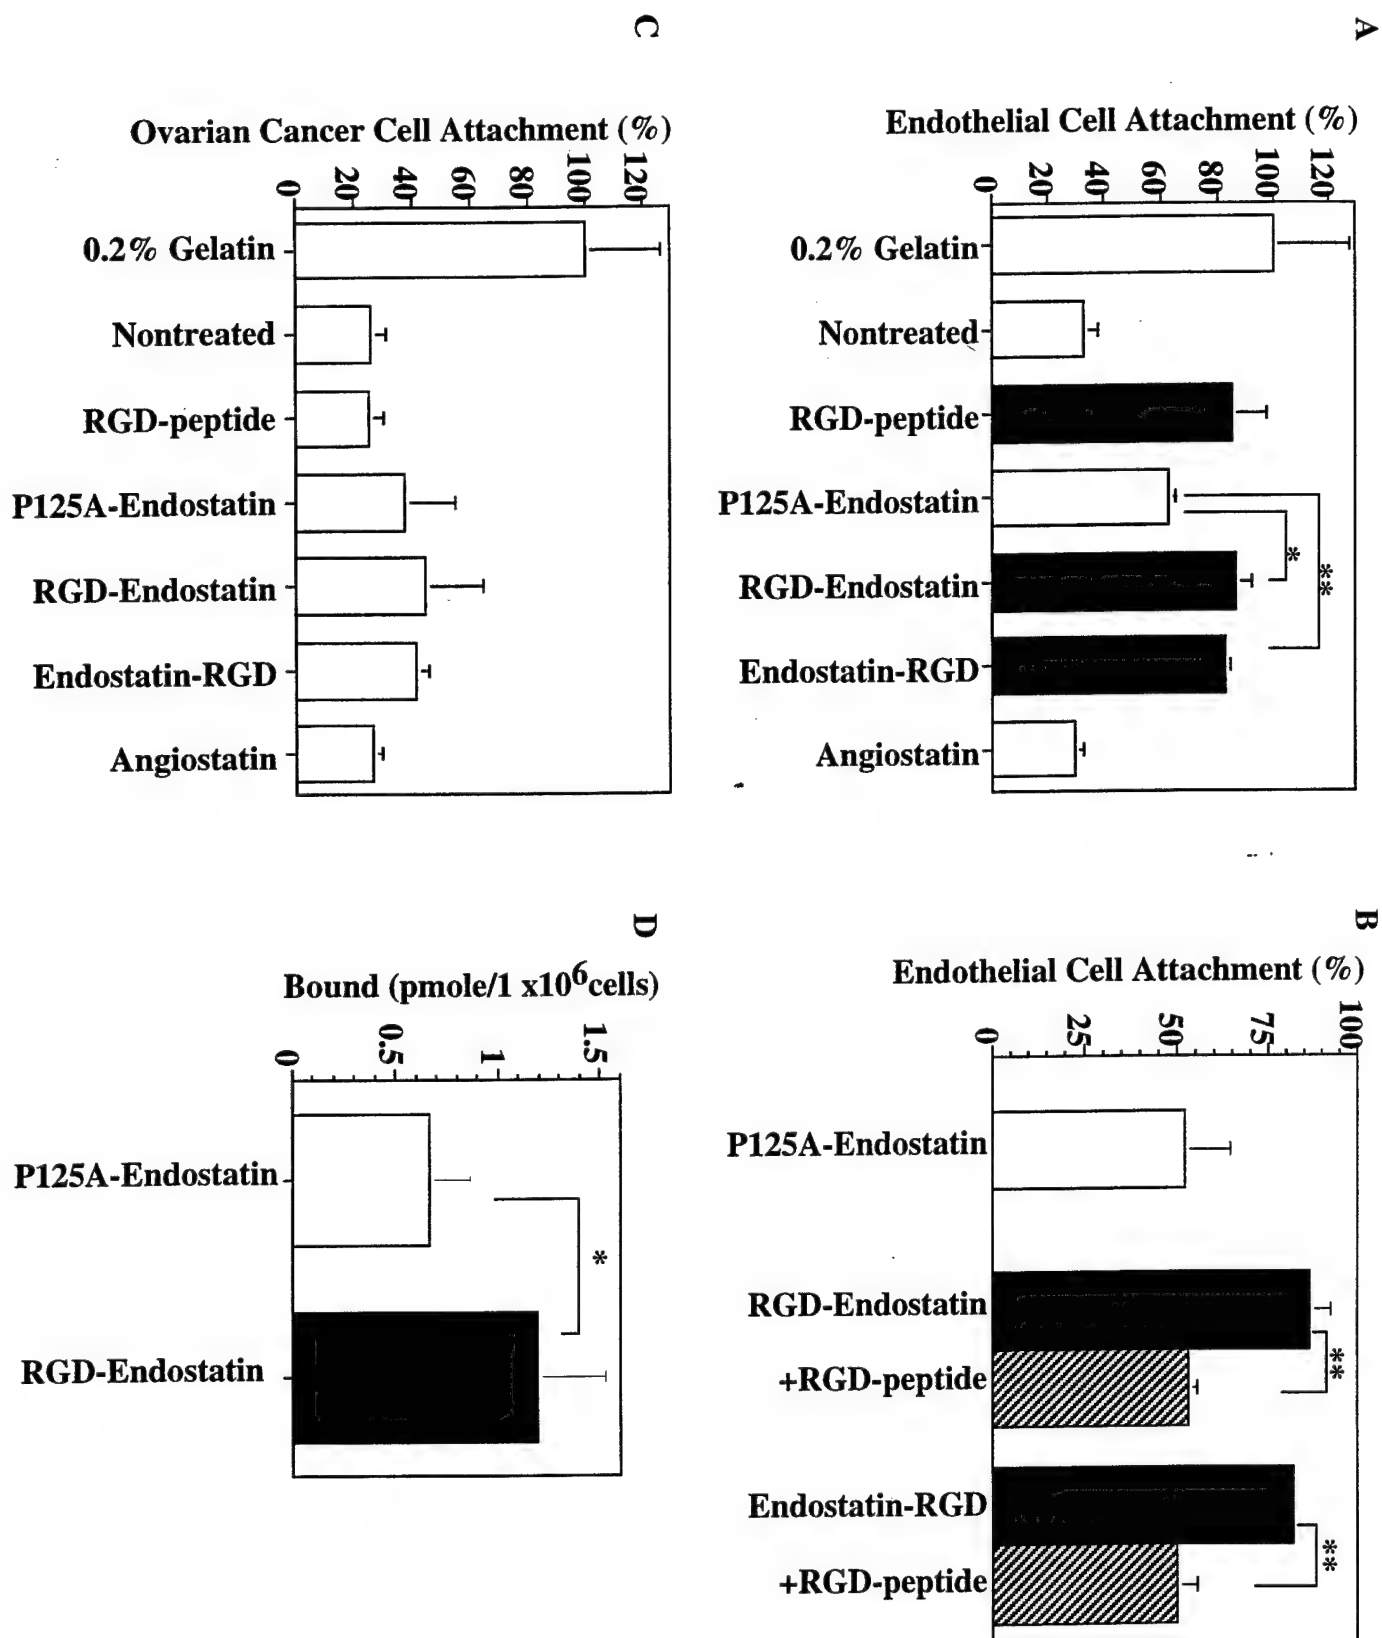 A
Endothelial Cell Attachment (%)
0 20 40 60 80 100 120
0.2% Gelatin
Nontreated
RGD-peptide
P125A-Endostatin
RGD-Endostatin
Endostatin-RGD
Angiostatin
*
**
B
Endothelial Cell Attachment (%)
0 25 50 75 100
P125A-Endostatin
RGD-Endostatin
+RGD-peptide
Endostatin-RGD
+RGD-peptide
**
**
C
Ovarian Cancer Cell Attachment (%)
0 20 40 60 80 100 120
0.2% Gelatin
Nontreated
RGD-peptide
P125A-Endostatin
RGD-Endostatin
Endostatin-RGD
Angiostatin
D
Bound (pmole/1 x10⁶cells)
0 0.5 1 1.5
P125A-Endostatin
RGD-Endostatin
*